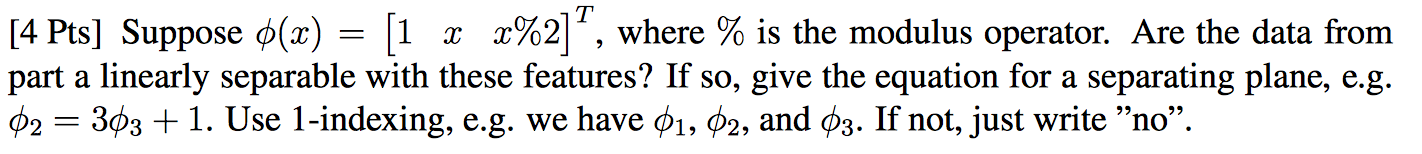 [4 Pts] Suppose ϕ(x) = [1 x x%2]^T, where % is the modulus operator. Are the data from
part a linearly separable with these features? If so, give the equation for a separating plane, e.g.
ϕ₂ = 3ϕ₃ + 1. Use 1-indexing, e.g. we have ϕ₁, ϕ₂, and ϕ₃. If not, just write ”no”.